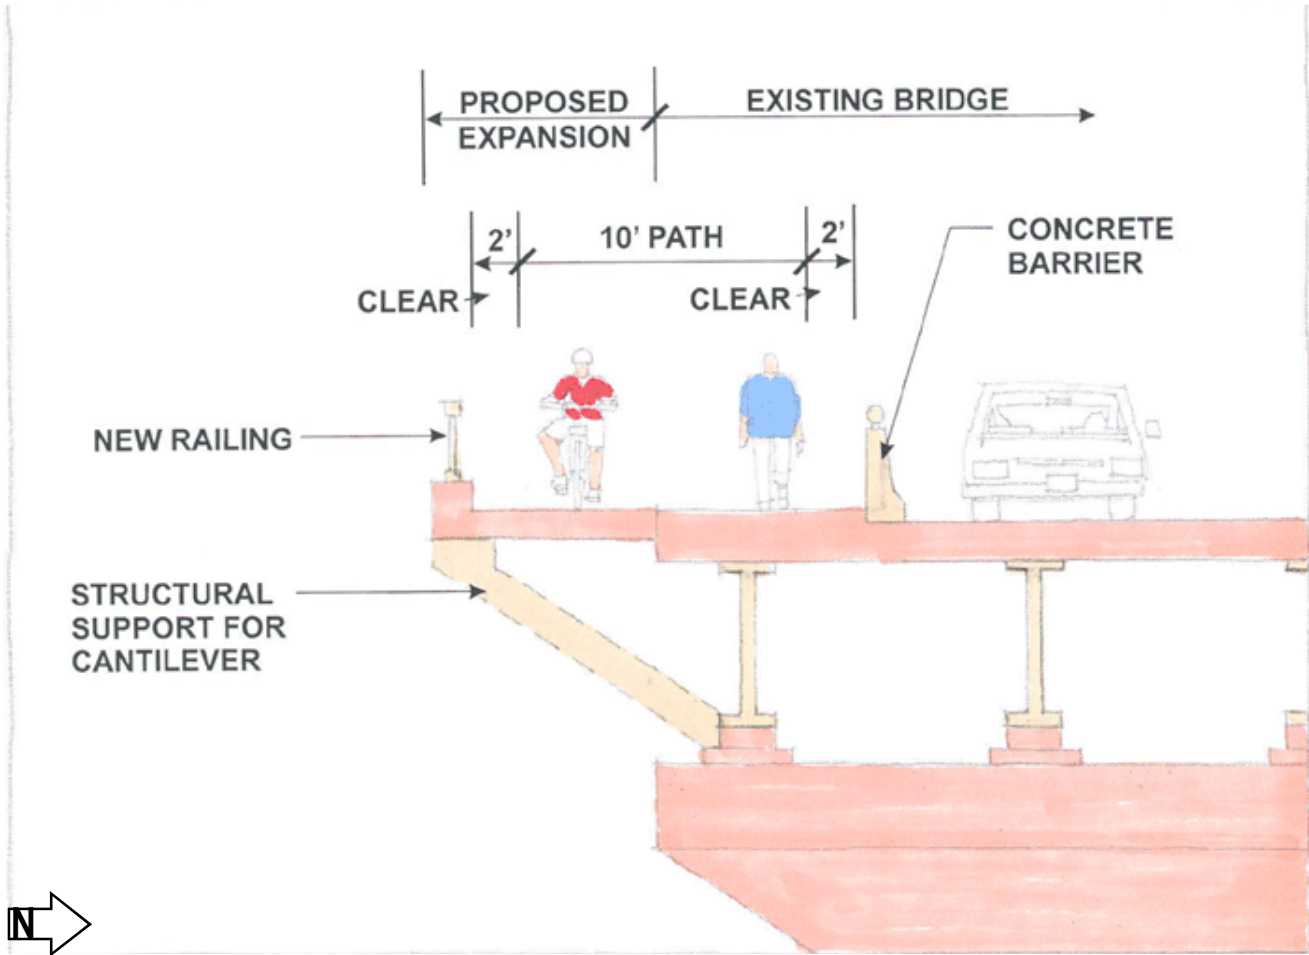 PROPOSED
EXPANSION
EXISTING BRIDGE
2'
10' PATH
2'
CLEAR
CLEAR
CONCRETE
BARRIER
NEW RAILING
STRUCTURAL
SUPPORT FOR
CANTILEVER
N